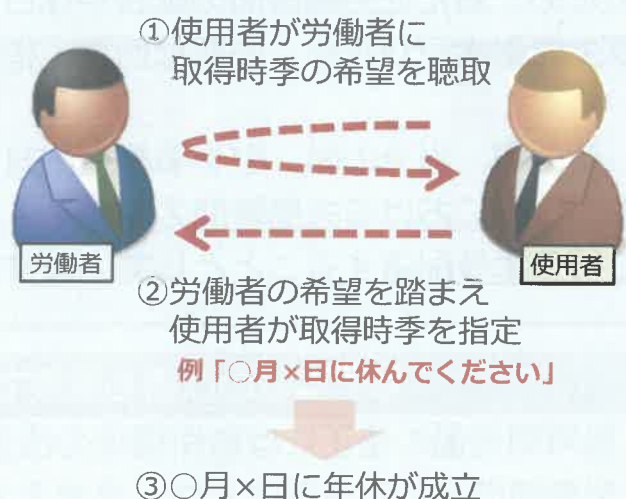 ①使用者が労働者に
取得時季の希望を聴取
労働者
使用者
②労働者の希望を踏まえ
使用者が取得時季を指定
例「○月×日に休んでください」
③○月×日に年休が成立